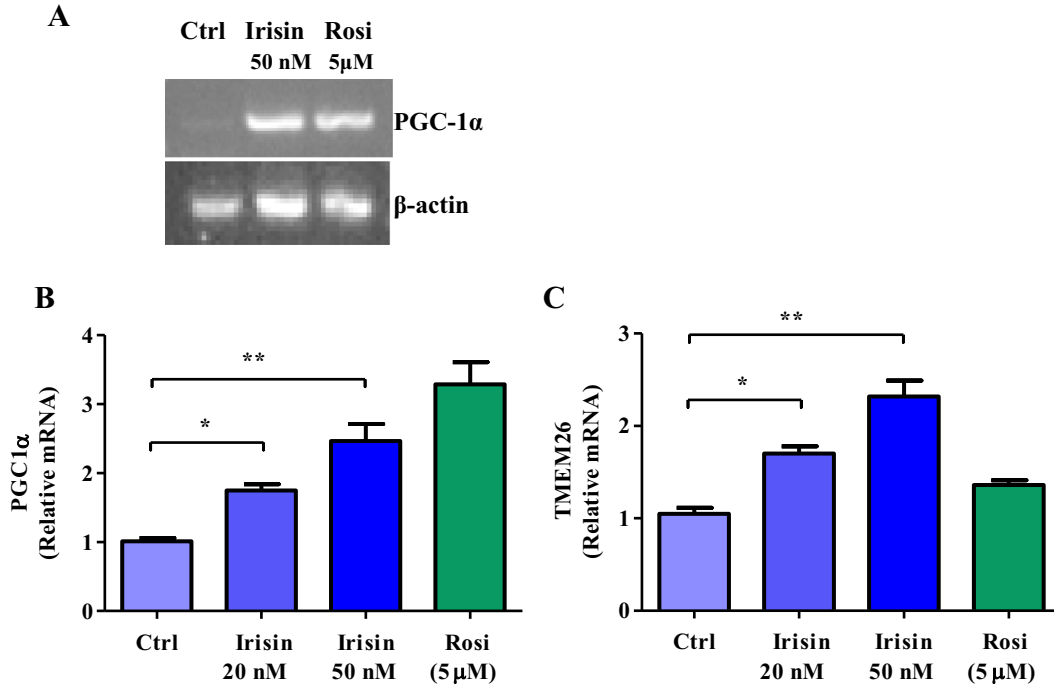 A
Ctrl Irisin Rosi
50 nM 5μM
PGC-1α
β-actin
B
PGC1α
(Relative mRNA)
4
3
2
1
0
*
**
Ctrl Irisin Irisin Rosi
20 nM 50 nM (5 μM)
C
TMEM26
(Relative mRNA)
3
2
1
0
**
*
Ctrl Irisin Irisin Rosi
20 nM 50 nM (5 μM)